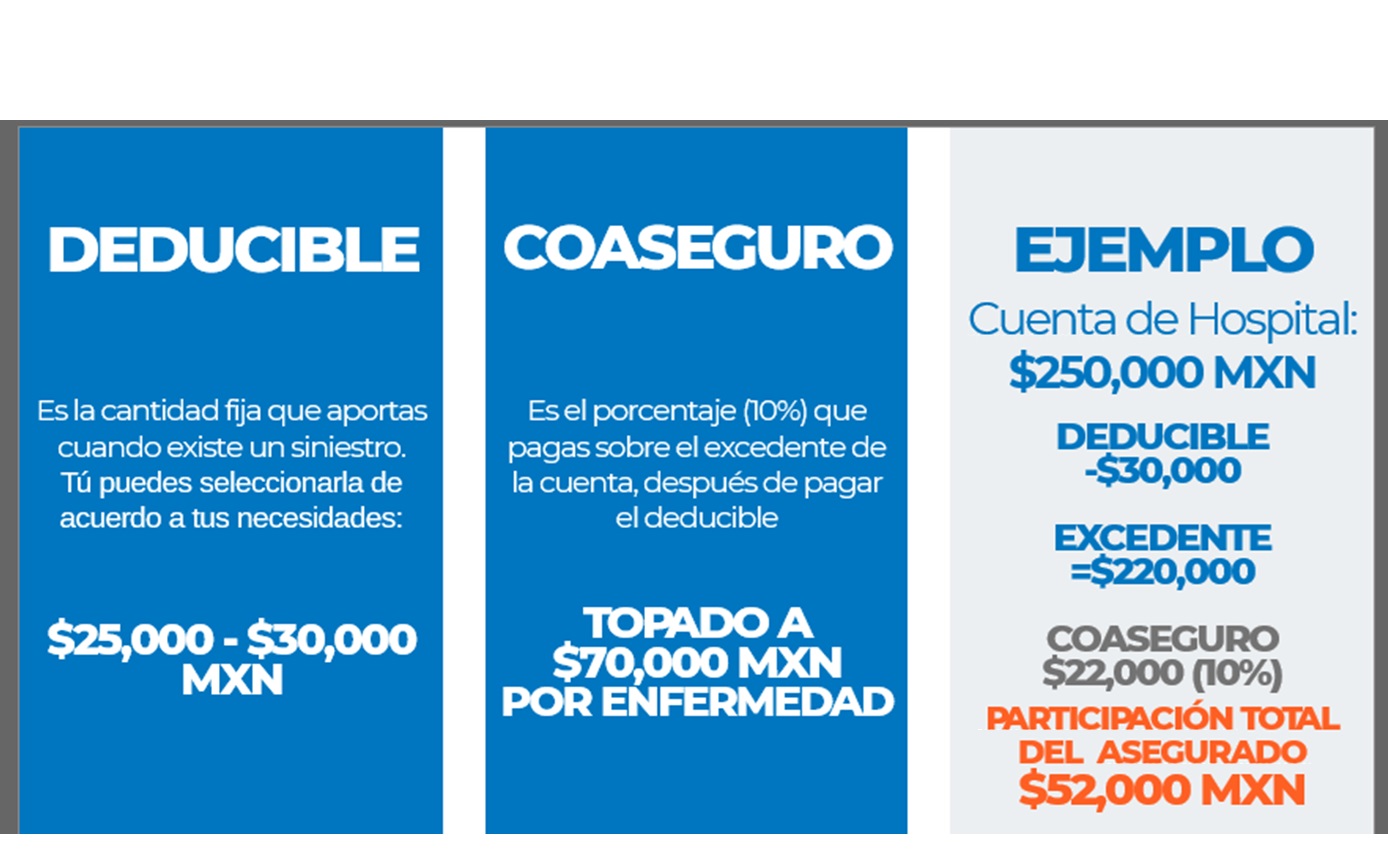 DEDUCIBLE
Es la cantidad fija que aportas
cuando existe un siniestro.
Tú puedes seleccionarla de
acuerdo a tus necesidades:
$25,000 - $30,000
MXN
COASEGURO
Es el porcentaje (10%) que
pagas sobre el excedente de
la cuenta, después de pagar
el deducible
TOPADO A
$70,000 MXN
POR ENFERMEDAD
EJEMPLO
Cuenta de Hospital:
$250,000 MXN
DEDUCIBLE
-$30,000
EXCEDENTE
=$220,000
COASEGURO
$22,000 (10%)
PARTICIPACIÓN TOTAL
DEL ASEGURADO
$52,000 MXN